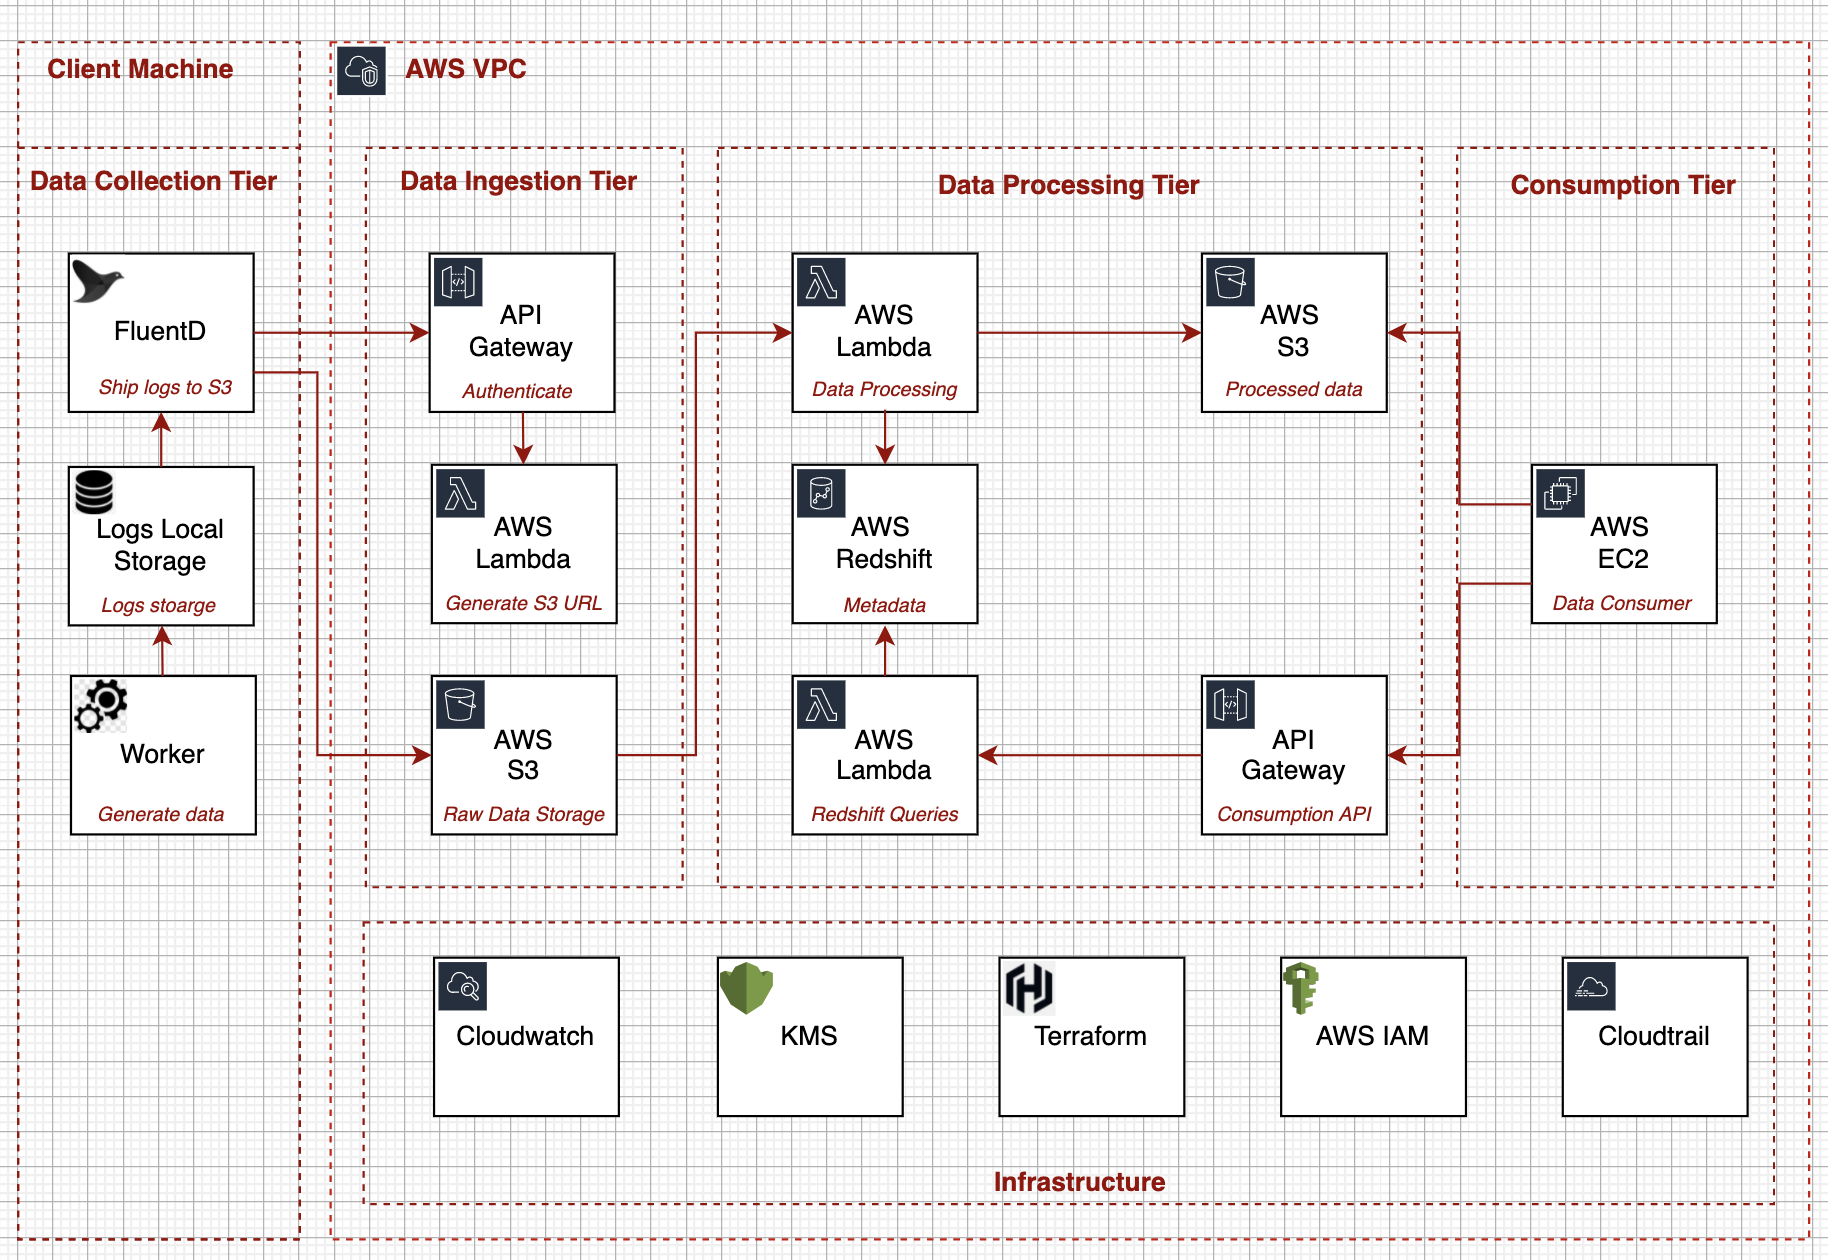 Client Machine
AWS VPC
Data Collection Tier
Data Ingestion Tier
Data Processing Tier
Consumption Tier
FluentD
Ship logs to S3
Logs Local
Storage
Logs stoarge
Worker
Generate data
API
Gateway
Authenticate
AWS
Lambda
Generate S3 URL
AWS
S3
Raw Data Storage
AWS
Lambda
Data Processing
AWS
Redshift
Metadata
AWS
Lambda
Redshift Queries
AWS
S3
Processed data
API
Gateway
Consumption API
AWS
EC2
Data Consumer
Cloudwatch
KMS
Terraform
AWS IAM
Cloudtrail
Infrastructure